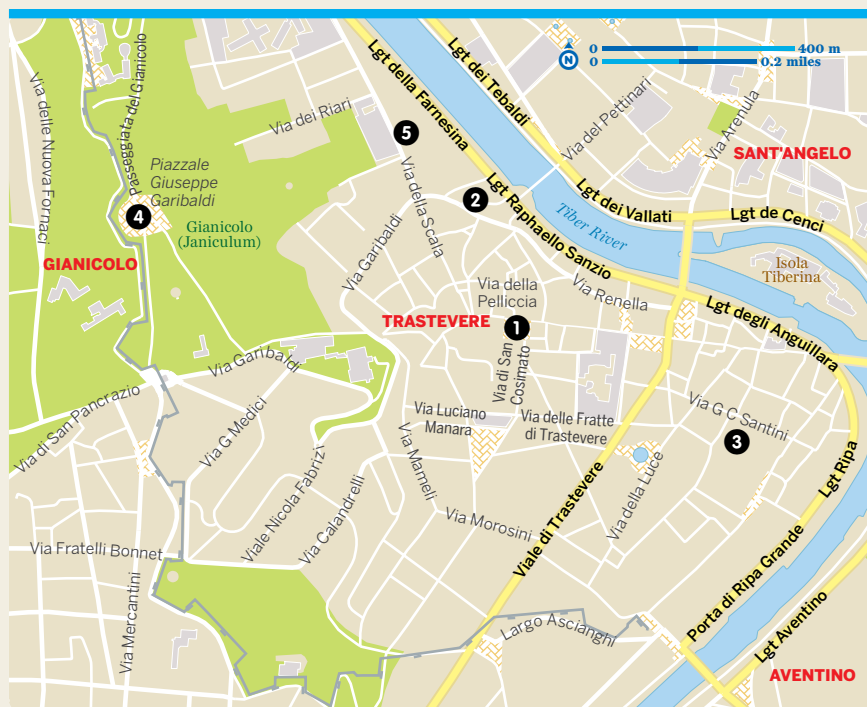 0 400 m
N
0 0.2 miles
Lgt della Farnesina
Lgt dei Tebaldi
Via delle Nuova Fornaci
Passeggiata del Gianicolo
Via dei Riari
5
Via del Pettinari
Via Arenula
SANT'ANGELO
Piazzale
Giuseppe
Garibaldi
4
Gianicolo
(Janiculum)
GIANICOLO
Via della Scala
2
Lgt Raphaello Sanzio
Lgt dei Vallati
Lgt de Cenci
Tiber River
Isola
Tiberina
Via Garibaldi
Via della
Pelliccia
Via Renella
TRASTEVERE
1
Lgt degli Anguillara
Via di San
Cosimato
Via Garibaldi
Via di San Pancrazio
Via G Medici
Via Luciano
Manara
Via delle Fratte
di Trastevere
Via G C Santini
3
Viale Nicola Fabrizi
Via Calandrelli
Via Mameli
Via Morosini
Viale di Trastevere
Via della Luce
Lgt Ripa
Via Fratelli Bonnet
Via Mercantini
Largo Ascianghi
Porta di Ripa Grande
Lgt Aventino
AVENTINO